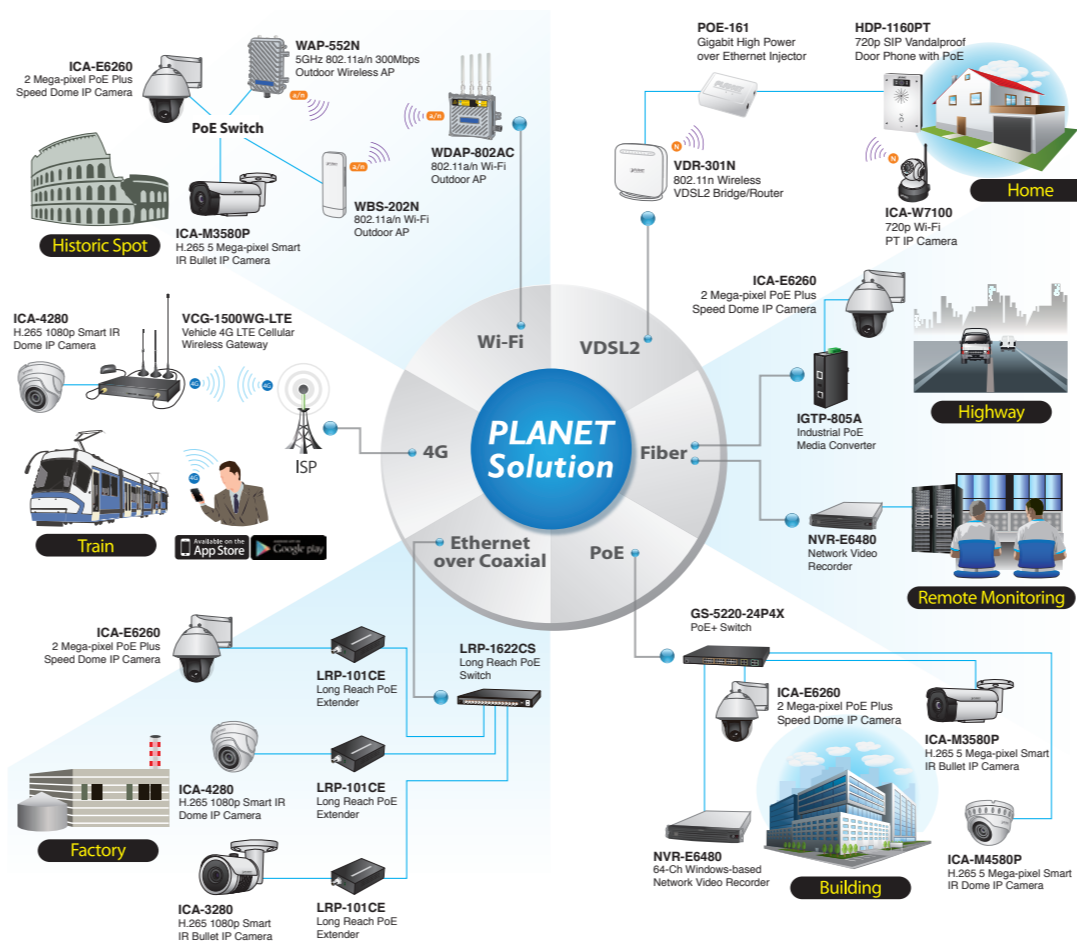 WAP-552N
5GHz 802.11a/n 300Mbps
Outdoor Wireless AP
ICA-E6260
2 Mega-pixel PoE Plus
Speed Dome IP Camera
a/n
a/n
PoE Switch
WDAP-802AC
802.11a/n Wi-Fi
Outdoor AP
a/n
WBS-202N
802.11a/n Wi-Fi
Outdoor AP
ICA-M3580P
H.265 5 Mega-pixel Smart
IR Bullet IP Camera
Historic Spot
POE-161
Gigabit High Power
over Ethernet Injector
HDP-1160PT
720p SIP Vandalproof
Door Phone with PoE
N
VDR-301N
802.11n Wireless
VDSL2 Bridge/Router
N
ICA-W7100
720p Wi-Fi
PT IP Camera
Home
ICA-4280
H.265 1080p Smart IR
Dome IP Camera
VCG-1500WG-LTE
Vehicle 4G LTE Cellular
Wireless Gateway
4G
4G
ISP
4G
Train
Available on the
App Store
Google play
Wi-Fi
VDSL2
4G
PLANET
Solution
Fiber
Ethernet
over Coaxial
PoE
ICA-E6260
2 Mega-pixel PoE Plus
Speed Dome IP Camera
IGTP-805A
Industrial PoE
Media Converter
Highway
NVR-E6480
Network Video
Recorder
Remote Monitoring
ICA-E6260
2 Mega-pixel PoE Plus
Speed Dome IP Camera
LRP-101CE
Long Reach PoE
Extender
LRP-1622CS
Long Reach PoE
Switch
ICA-4280
H.265 1080p Smart IR
Dome IP Camera
LRP-101CE
Long Reach PoE
Extender
Factory
ICA-3280
H.265 1080p Smart
IR Bullet IP Camera
LRP-101CE
Long Reach PoE
Extender
GS-5220-24P4X
PoE+ Switch
ICA-E6260
2 Mega-pixel PoE Plus
Speed Dome IP Camera
ICA-M3580P
H.265 5 Mega-pixel Smart
IR Bullet IP Camera
NVR-E6480
64-Ch Windows-based
Network Video Recorder
Building
ICA-M4580P
H.265 5 Mega-pixel Smart
IR Dome IP Camera